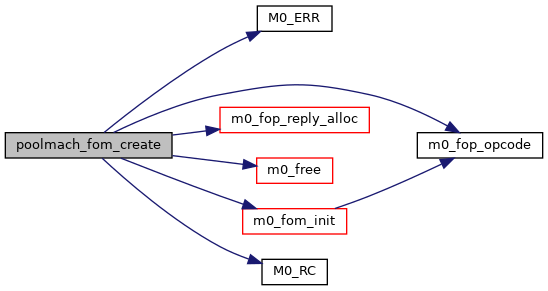 M0_ERR
m0_fop_reply_alloc
poolmach_fom_create
m0_fop_opcode
m0_free
m0_fom_init
M0_RC